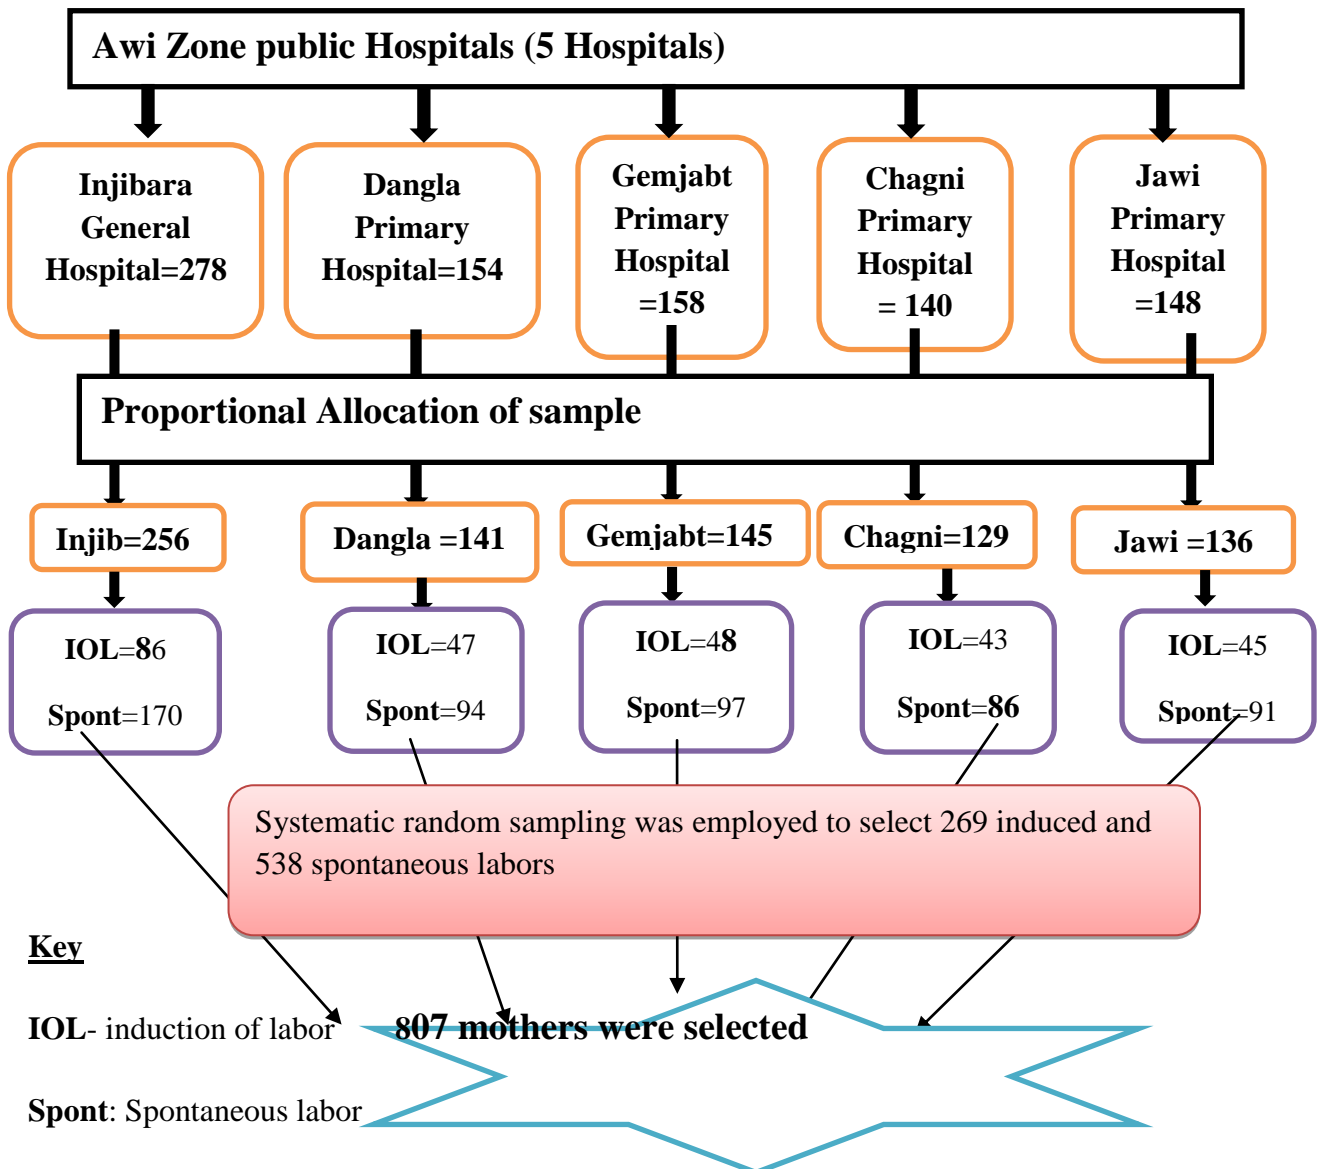 Awi Zone public Hospitals (5 Hospitals)
Injibara
General
Hospital=278
Dangla
Primary
Hospital=154
Gemjabt
Primary
Hospital
=158
Chagni
Primary
Hospital
= 140
Jawi
Primary
Hospital
=148
Proportional Allocation of sample
Injib=256
Dangla =141
Gemjabt=145
Chagni=129
Jawi =136
IOL=86
Spont=170
IOL=47
Spont=94
IOL=48
Spont=97
IOL=43
Spont=86
IOL=45
Spont=91
Systematic random sampling was employed to select 269 induced and
538 spontaneous labors
Key
IOL- induction of labor
Spont: Spontaneous labor
807 mothers were selected